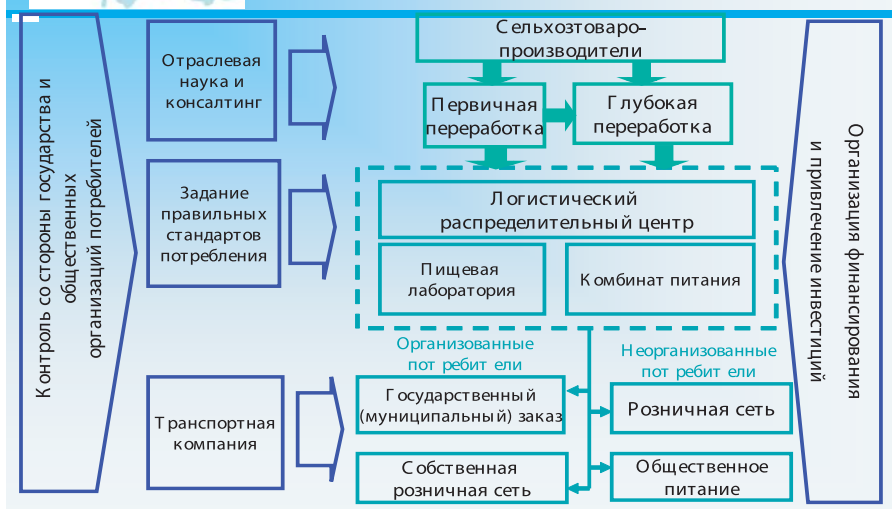 Контроль со стороны государства и
общественных
организаций потребителей
Отраслевая
наука и
консалтинг
Задание
правильных
стандартов
потребления
Транспортная
компания
Сельхозтоваро–
производители
Первичная
переработка
Глубокая
переработка
Логистический
распределительный центр
Пищевая
лаборатория
Комбинат питания
Организованные
пот ребит ели
Неорганизованные
пот ребит ели
Государственный
(муниципальный) заказ
Розничная сеть
Собственная
розничная сеть
Общественное
питание
Организация финансирования
и привлечение инвестиций